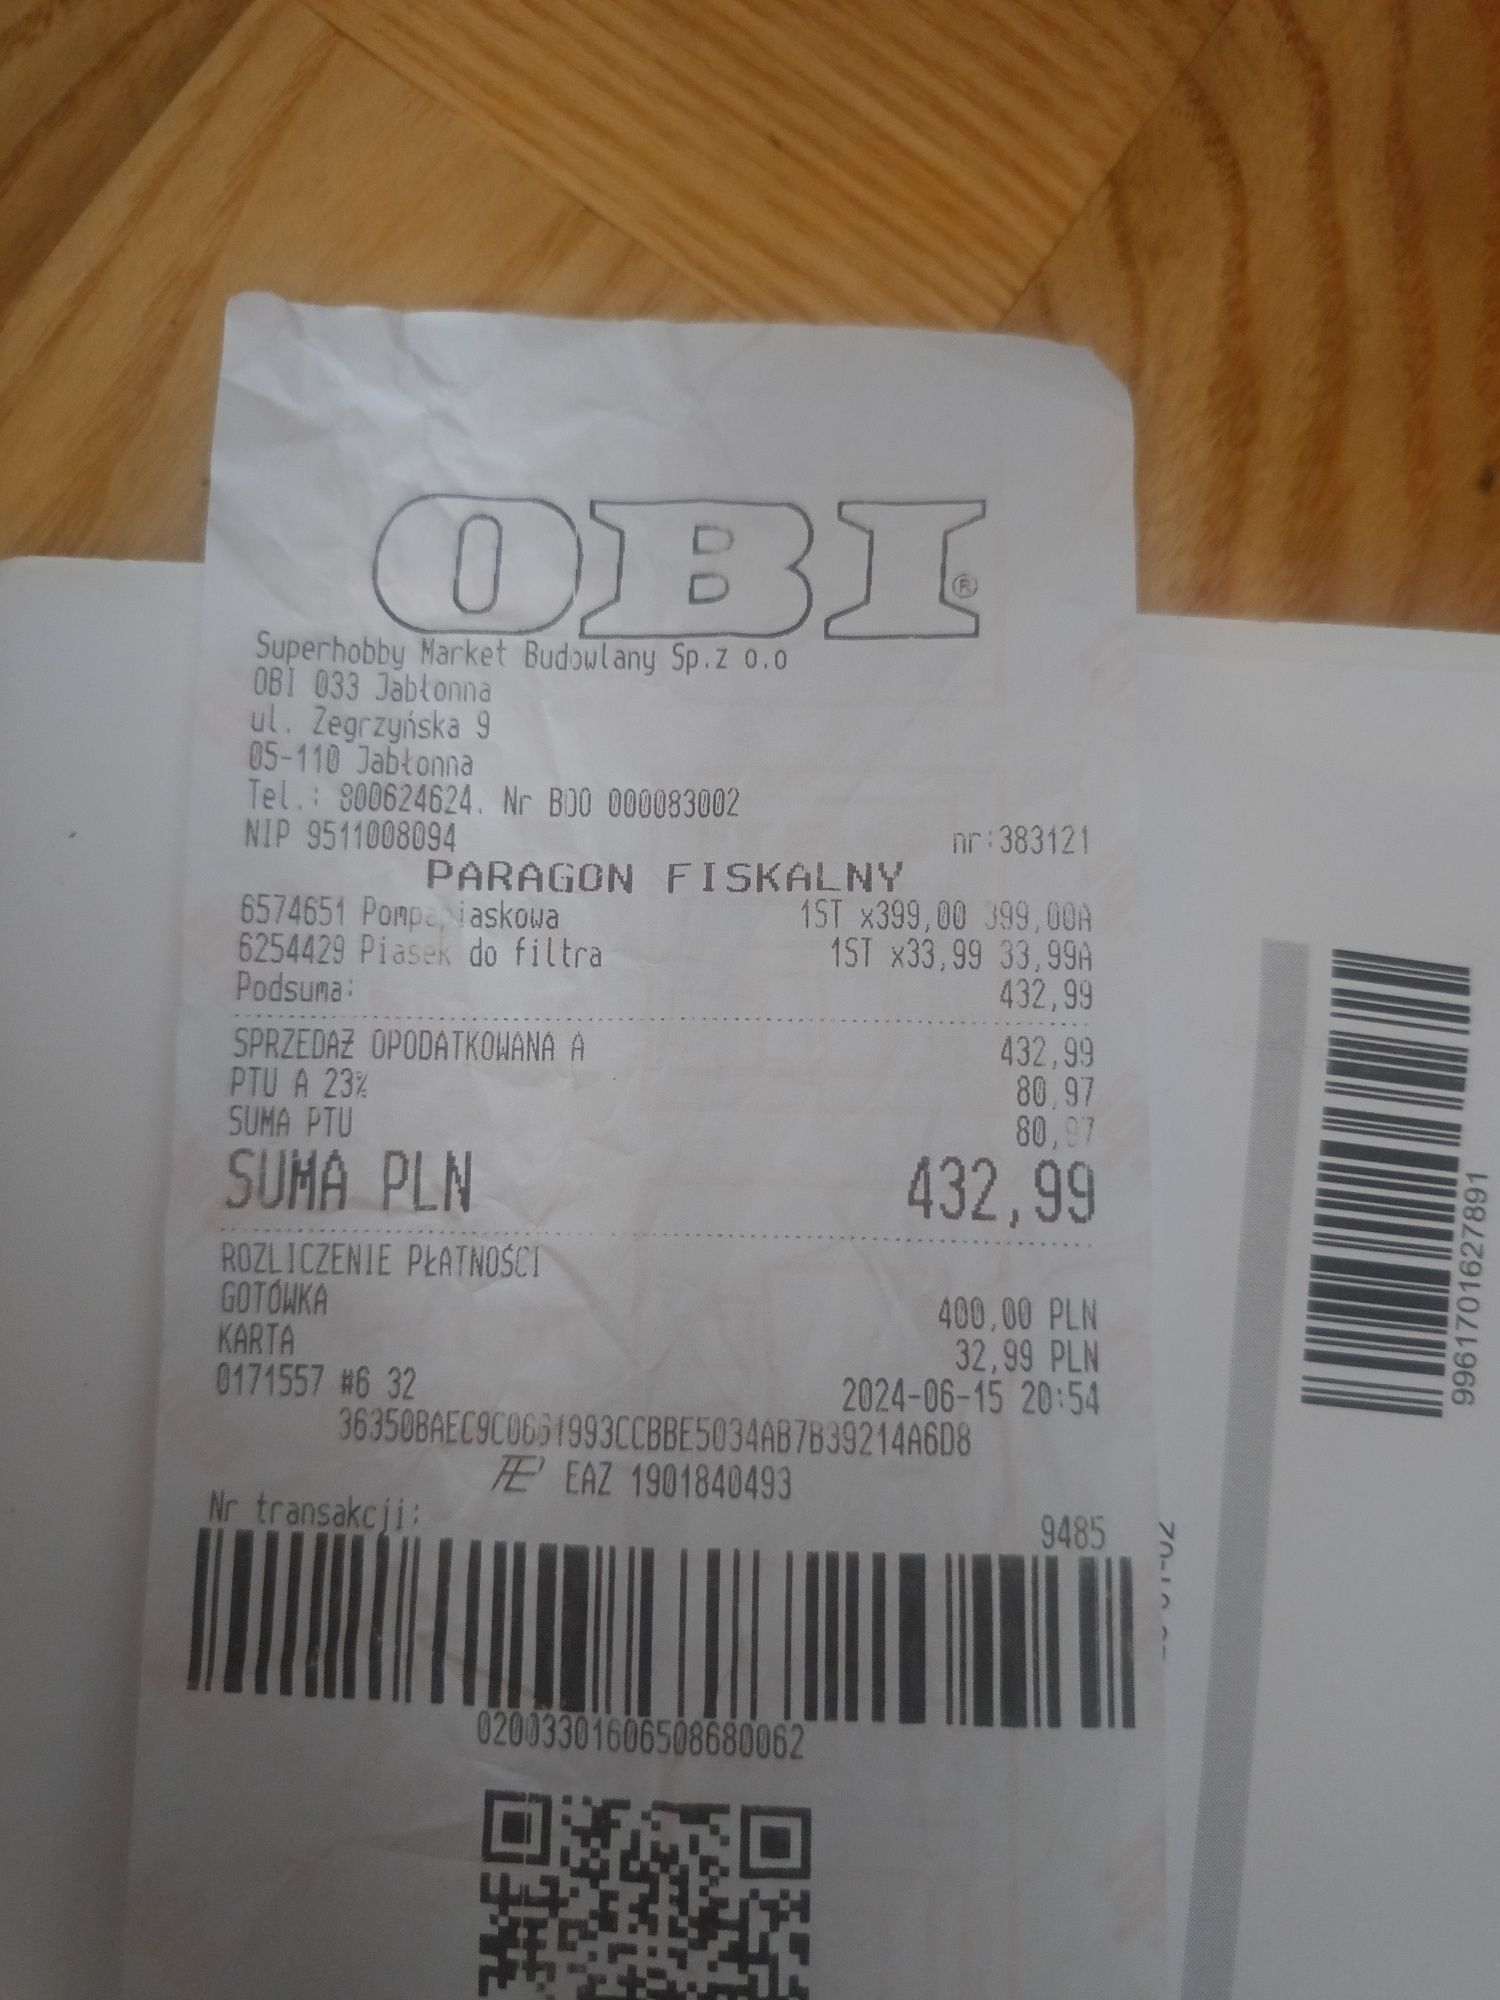 OBI®
Superhobby Market Budowlany Sp.z o.o
OBI 033 Jabłonna
ul. Zegrzyńska 9
05-110 Jabłonna
Tel.: 800624624. Nr BDO 000083002
NIP 9511008094 nr:383121
PARAGON FISKALNY
6574651 Pompa piaskowa 1ST x399,00 399,00A
6254429 Piasek do filtra 1ST x33,99 33,99A
Podsuma: 432,99
SPRZEDAŻ OPODATKOWANA A 432,99
PTU A 23% 80,97
SUMA PTU 80,97
SUMA PLN 432,99
ROZLICZENIE PŁATNOŚCI
GOTÓWKA 400,00 PLN
KARTA 32,99 PLN
0171557 #6 32 2024-06-15 20:54
36350BAEC9C0661993CCBBE5034AB7B39214A6D8
EAZ 1901840493
Nr transakcji: 9485
02003301606508680062
9961701627891